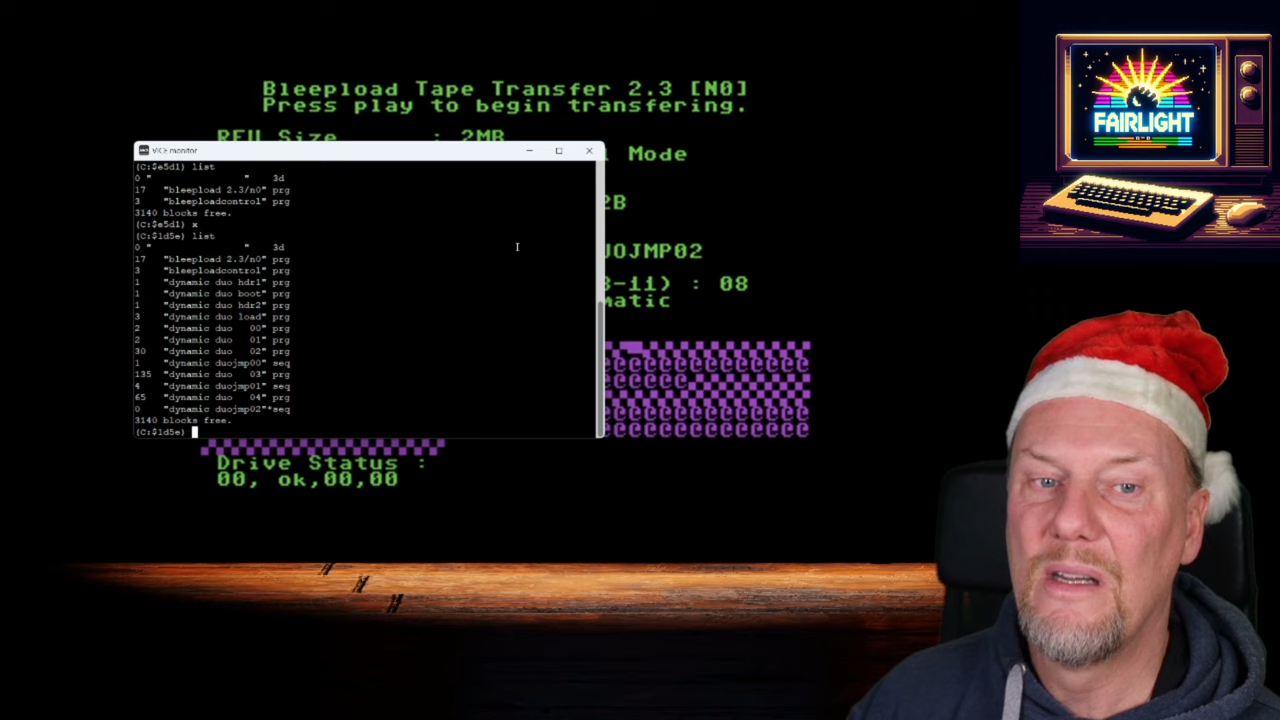 Bleepload Tape Transfer 2.3 [N0]
Press play to begin transfering.
REU Size : 2MB
VICE monitor
(C:$e5d1) list
0 " " 3d
17 "bleepload 2.3/n0" prg
3 "bleeploadcontrol" prg
3140 blocks free.
(C:$e5d1) x
(C:$1d5e) list
0 " " 3d
17 "bleepload 2.3/n0" prg
3 "bleeploadcontrol" prg
1 "dynamic duo hdr1" prg
1 "dynamic duo boot" prg
1 "dynamic duo hdr2" prg
3 "dynamic duo load" prg
2 "dynamic duo 00" prg
2 "dynamic duo 01" prg
30 "dynamic duo 02" prg
1 "dynamic duojmp00" seq
135 "dynamic duo 03" prg
4 "dynamic duojmp01" seq
65 "dynamic duo 04" prg
0 "dynamic duojmp02"*seq
3140 blocks free.
(C:$1d5e)
l Mode
2B
UOJMP02
8-11) : 08
matic
Drive Status :
00, ok,00,00
FAIRLIGHT